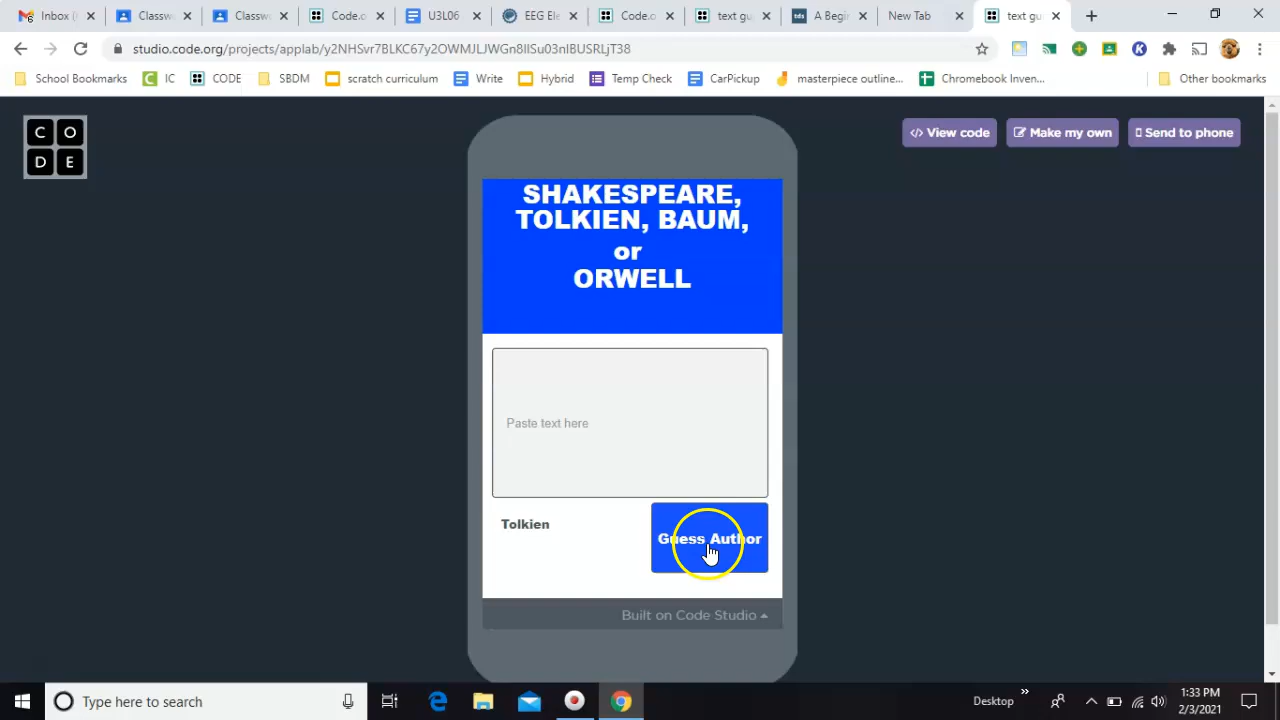 Inbox (
Classw
Classw
Code.o
U3L06
EEG Ele
Code.o
text gu
tds A Begi
New Tab
text gu
studio.code.org/projects/applab/y2NHSvr7BLKC67y2OWMJLJWGn8IISu03nIBUSRLjT38
School Bookmarks
IC
CODE
SBDM
scratch curriculum
Write
Hybrid
Temp Check
CarPickup
masterpiece outline...
Chromebook Inven...
Other bookmarks
C O
D E
</> View code
Make my own
Send to phone
SHAKESPEARE,
TOLKIEN, BAUM,
or
ORWELL
Paste text here
Tolkien
Guess Author
Built on Code Studio
Type here to search
Desktop
1:33 PM
2/3/2021